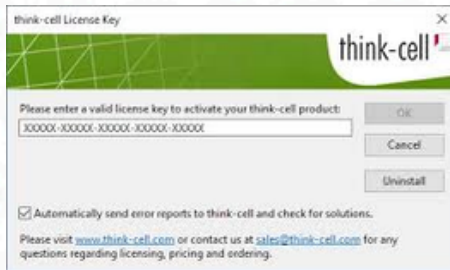 think-cell License Key
think-cell
Please enter a valid license key to activate your think-cell product:
XXXXX-XXXXX-XXXXX-XXXXX-XXXXX
OK
Cancel
Uninstall
Automatically send error reports to think-cell and check for solutions.
Please visit www.think-cell.com or contact us at sales@think-cell.com for any
questions regarding licensing, pricing and ordering.